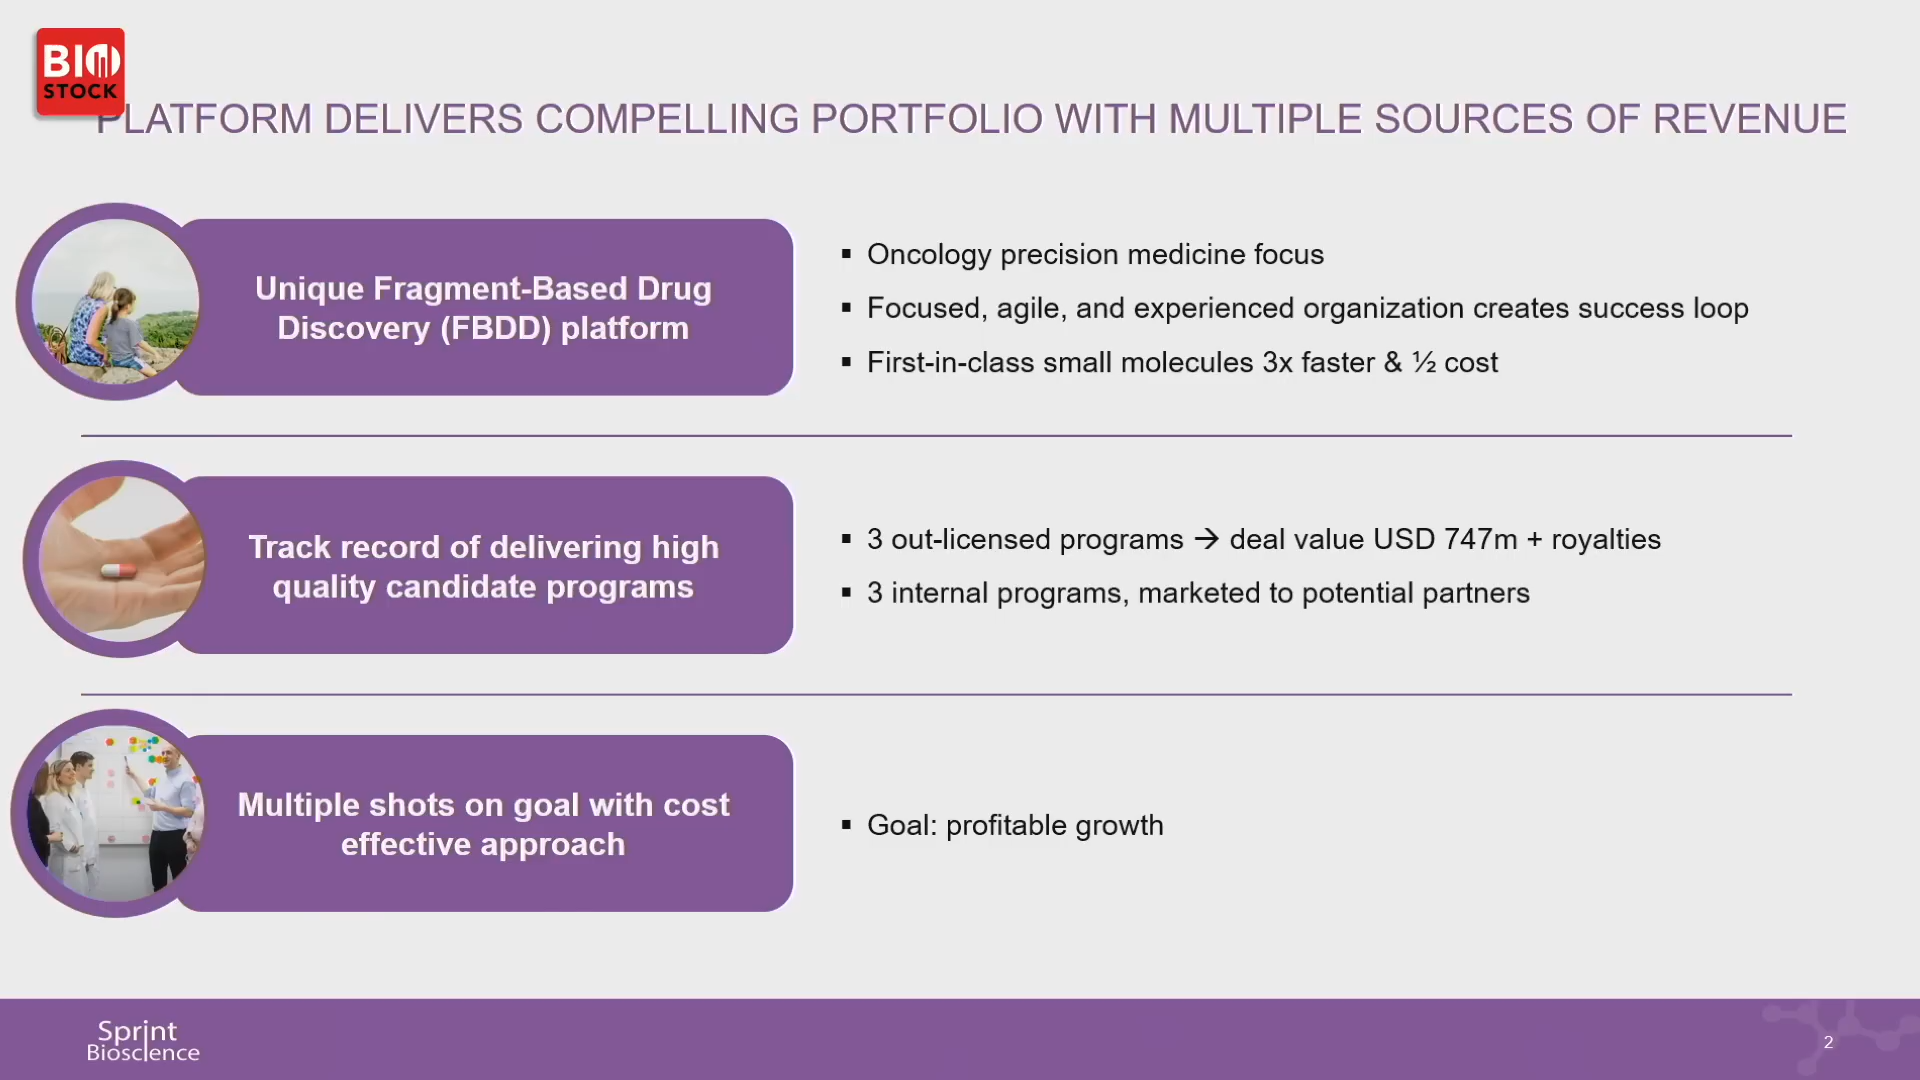 BIO
STOCK
PLATFORM DELIVERS COMPELLING PORTFOLIO WITH MULTIPLE SOURCES OF REVENUE
Unique Fragment-Based Drug
Discovery (FBDD) platform
▪ Oncology precision medicine focus
▪ Focused, agile, and experienced organization creates success loop
▪ First-in-class small molecules 3x faster & ½ cost
Track record of delivering high
quality candidate programs
▪ 3 out-licensed programs → deal value USD 747m + royalties
▪ 3 internal programs, marketed to potential partners
Multiple shots on goal with cost
effective approach
▪ Goal: profitable growth
Sprint
Bioscience
2